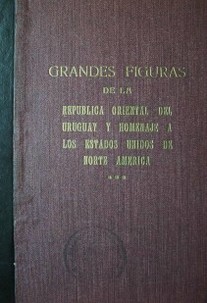 GRANDES FIGURAS
DE LA
REPUBLICA ORIENTAL DEL
URUGUAY Y HOMENAJE A
LOS ESTADOS UNIDOS DE
NORTE AMERICA